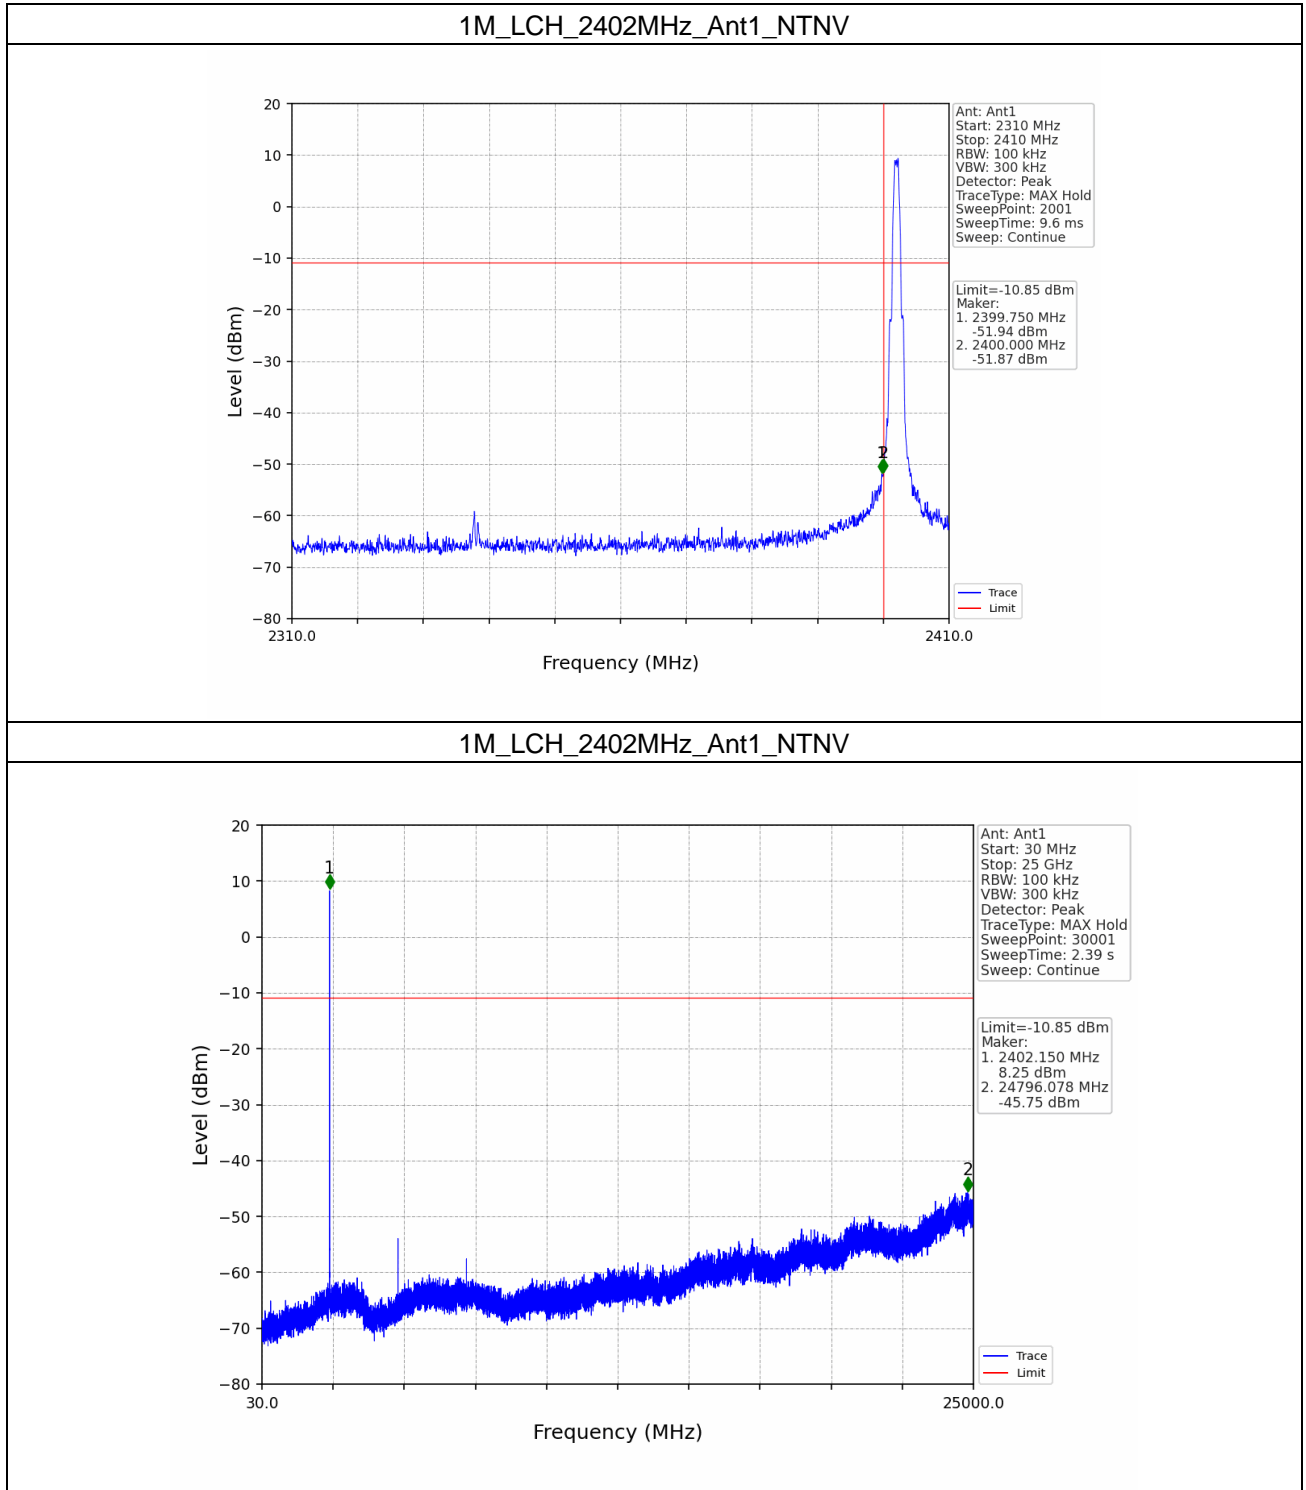 1M_LCH_2402MHz_Ant1_NTNV
20
10
0
−10
−20
−30
−40
−50
−60
−70
−80
Level (dBm)
2310.0
2410.0
Frequency (MHz)
1
2
Ant: Ant1
Start: 2310 MHz
Stop: 2410 MHz
RBW: 100 kHz
VBW: 300 kHz
Detector: Peak
TraceType: MAX Hold
SweepPoint: 2001
SweepTime: 9.6 ms
Sweep: Continue
Limit=-10.85 dBm
Maker:
1. 2399.750 MHz
-51.94 dBm
2. 2400.000 MHz
-51.87 dBm
Trace
Limit
1M_LCH_2402MHz_Ant1_NTNV
20
10
0
−10
−20
−30
−40
−50
−60
−70
−80
Level (dBm)
30.0
25000.0
Frequency (MHz)
1
2
Ant: Ant1
Start: 30 MHz
Stop: 25 GHz
RBW: 100 kHz
VBW: 300 kHz
Detector: Peak
TraceType: MAX Hold
SweepPoint: 30001
SweepTime: 2.39 s
Sweep: Continue
Limit=-10.85 dBm
Maker:
1. 2402.150 MHz
8.25 dBm
2. 24796.078 MHz
-45.75 dBm
Trace
Limit